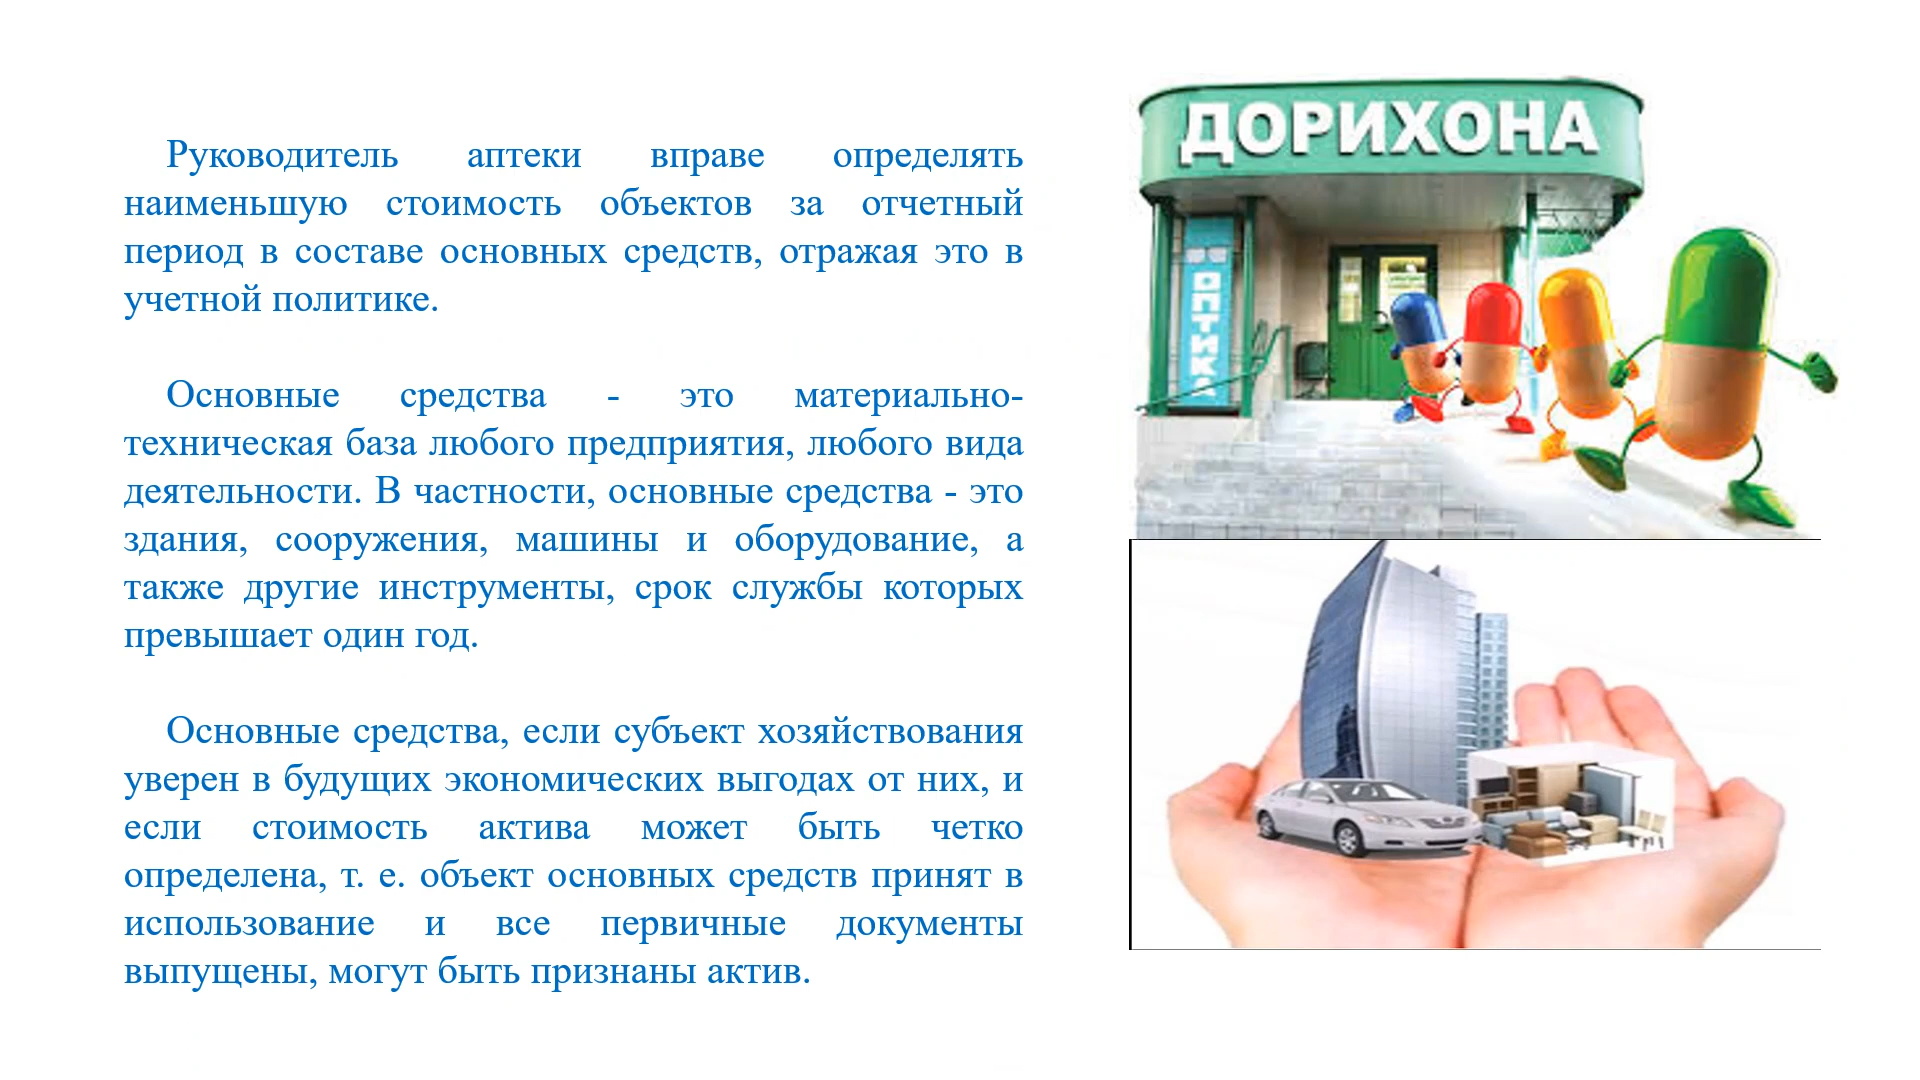 Руководитель аптеки вправе определять
наименьшую стоимость объектов за отчетный
период в составе основных средств, отражая это в
учетной политике.
Основные средства - это материально-
техническая база любого предприятия, любого вида
деятельности. В частности, основные средства - это
здания, сооружения, машины и оборудование, а
также другие инструменты, срок службы которых
превышает один год.
Основные средства, если субъект хозяйствования
уверен в будущих экономических выгодах от них, и
если стоимость актива может быть четко
определена, т. е. объект основных средств принят в
использование и все первичные документы
выпущены, могут быть признаны актив.
ДОРИХОНА
ОПТИКА